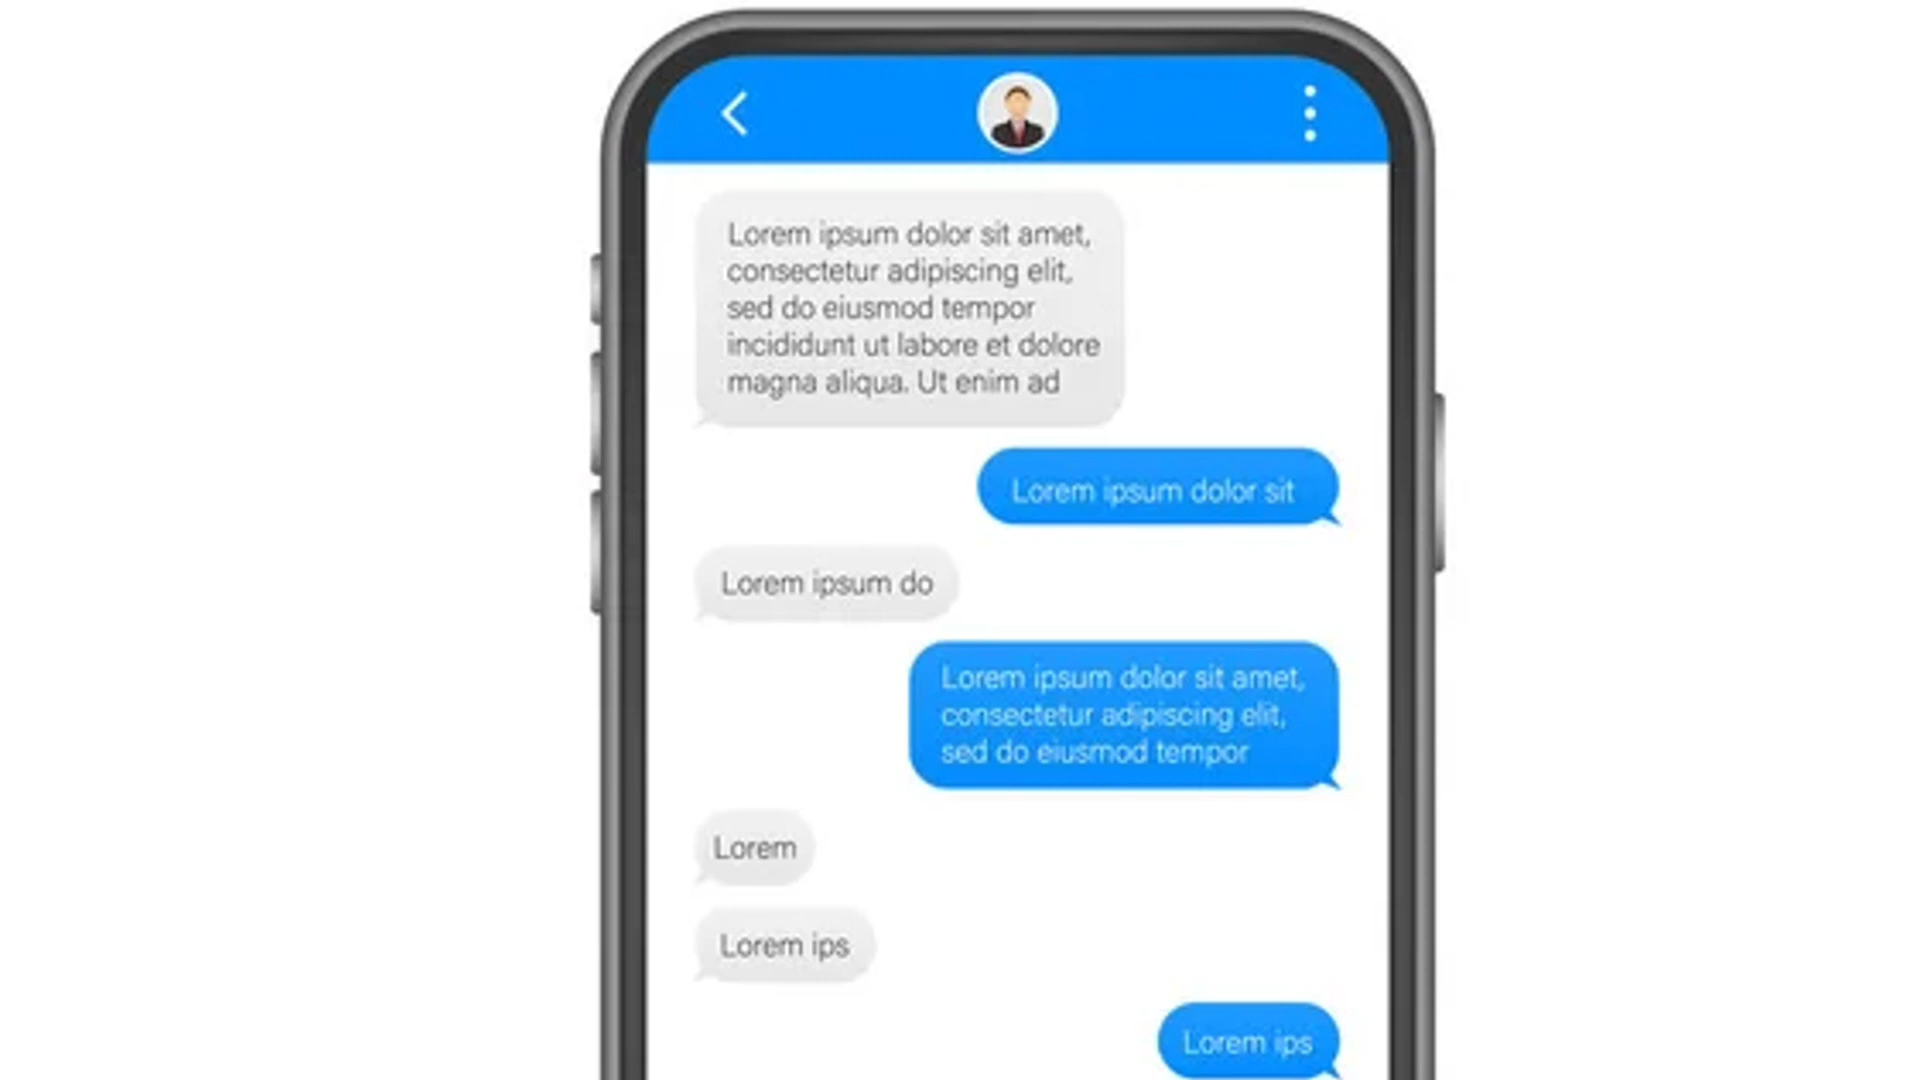 Lorem ipsum dolor sit amet,
consectetur adipiscing elit,
sed do eiusmod tempor
incididunt ut labore et dolore
magna aliqua. Ut enim ad
Lorem ipsum dolor sit
Lorem ipsum do
Lorem ipsum dolor sit amet,
consectetur adipiscing elit,
sed do eiusmod tempor
Lorem
Lorem ips
Lorem ips